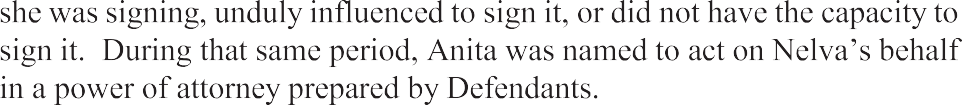 she was signing, unduly influenced to sign it, or did not have the capacity to
sign it.  During that same period, Anita was named to act on Nelva’s behalf
in a power of attorney prepared by Defendants.